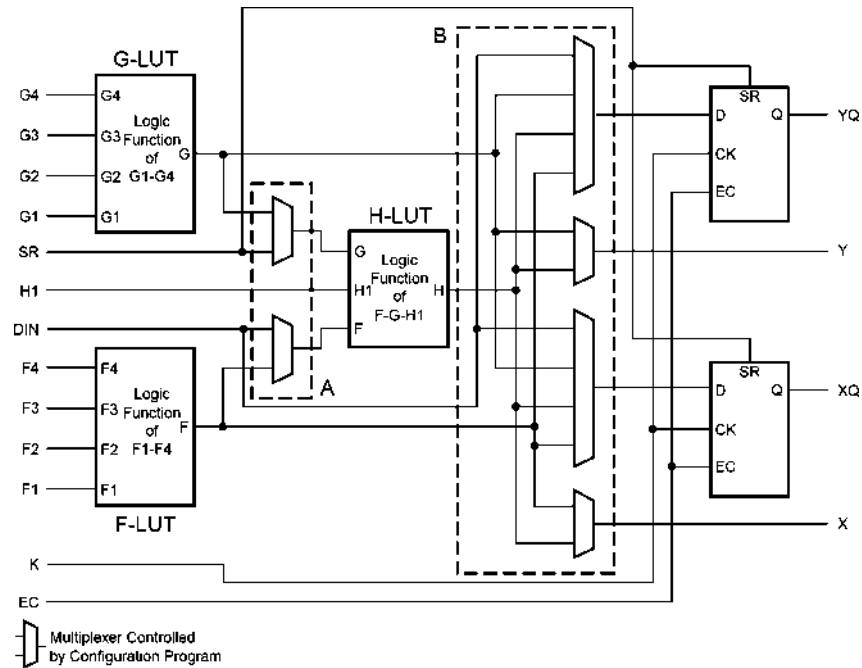 B
G-LUT
G4
G3
G2
G1
G4
G3
G2
G1
Logic
Function
of
G1-G4
G
SR
H1
DIN
H-LUT
G
H1
F
Logic
Function
of
F-G-H1
H
A
F4
F3
F2
F1
F4
F3
F2
F1
Logic
Function
of
F1-F4
F
F-LUT
SR
D
CK
EC
Q
YQ
Y
SR
D
CK
EC
Q
XQ
X
K
EC
Multiplexer Controlled
by Configuration Program